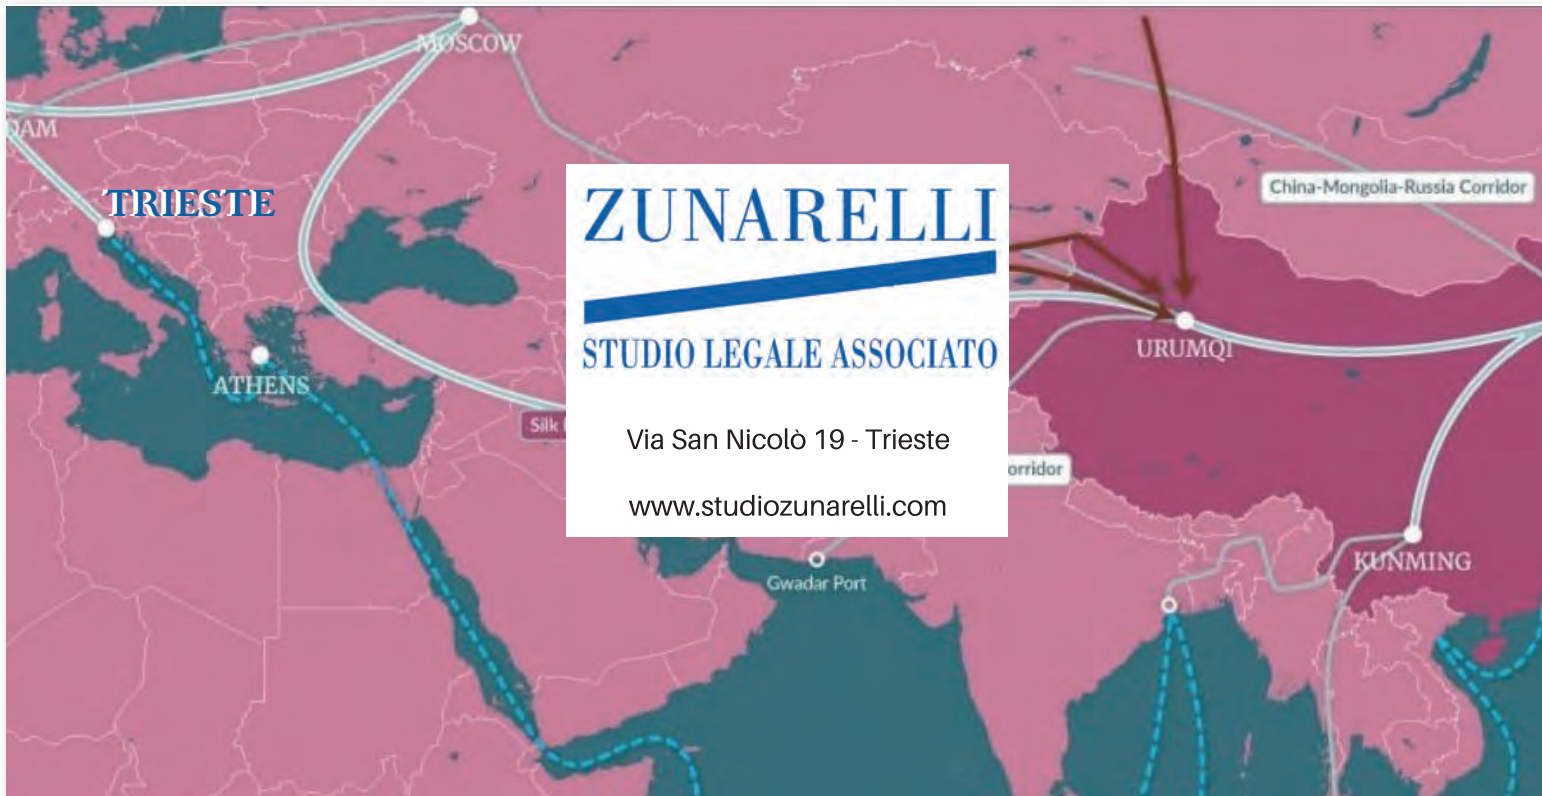 MOSCOW
DAM
TRIESTE
ZUNARELLI
STUDIO LEGALE ASSOCIATO
Via San Nicolò 19 - Trieste
www.studiozunarelli.com
China-Mongolia-Russia Corridor
URUMQI
ATHENS
Silk
orridor
KUNMING
Gwadar Port